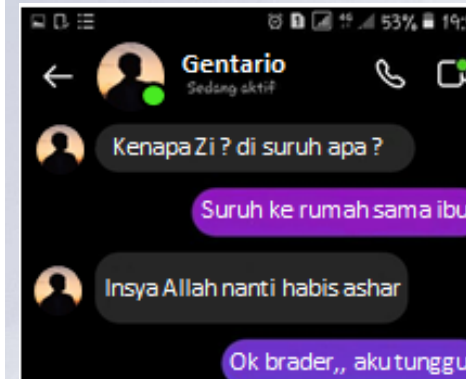 53% 19:
Gentario
Sedang aktif
Kenapa Zi ? di suruh apa ?
Suruh ke rumah sama ibu
Insya Allah nanti habis ashar
Ok brader,, aku tunggu